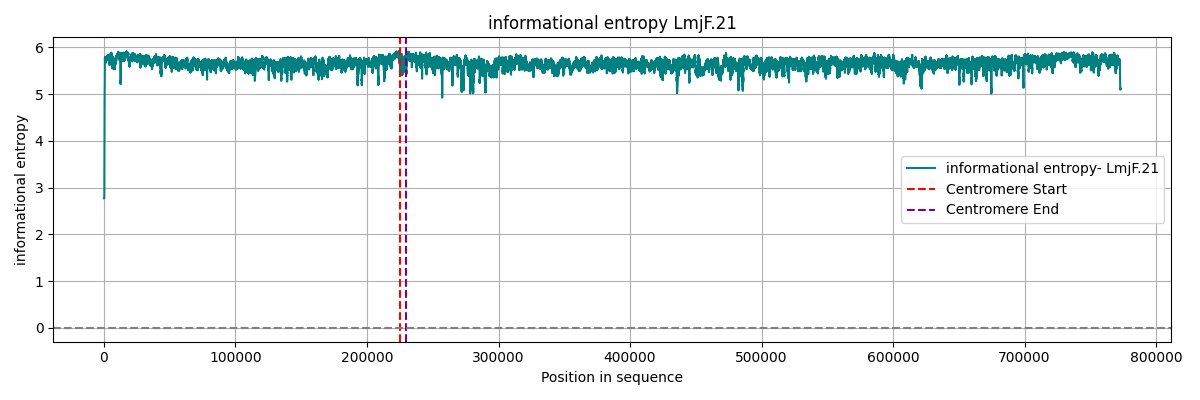 informational entropy LmjF.21
informational entropy
6
5
4
3
2
1
0
informational entropy- LmjF.21
Centromere Start
Centromere End
0 100000 200000 300000 400000 500000 600000 700000 800000
Position in sequence